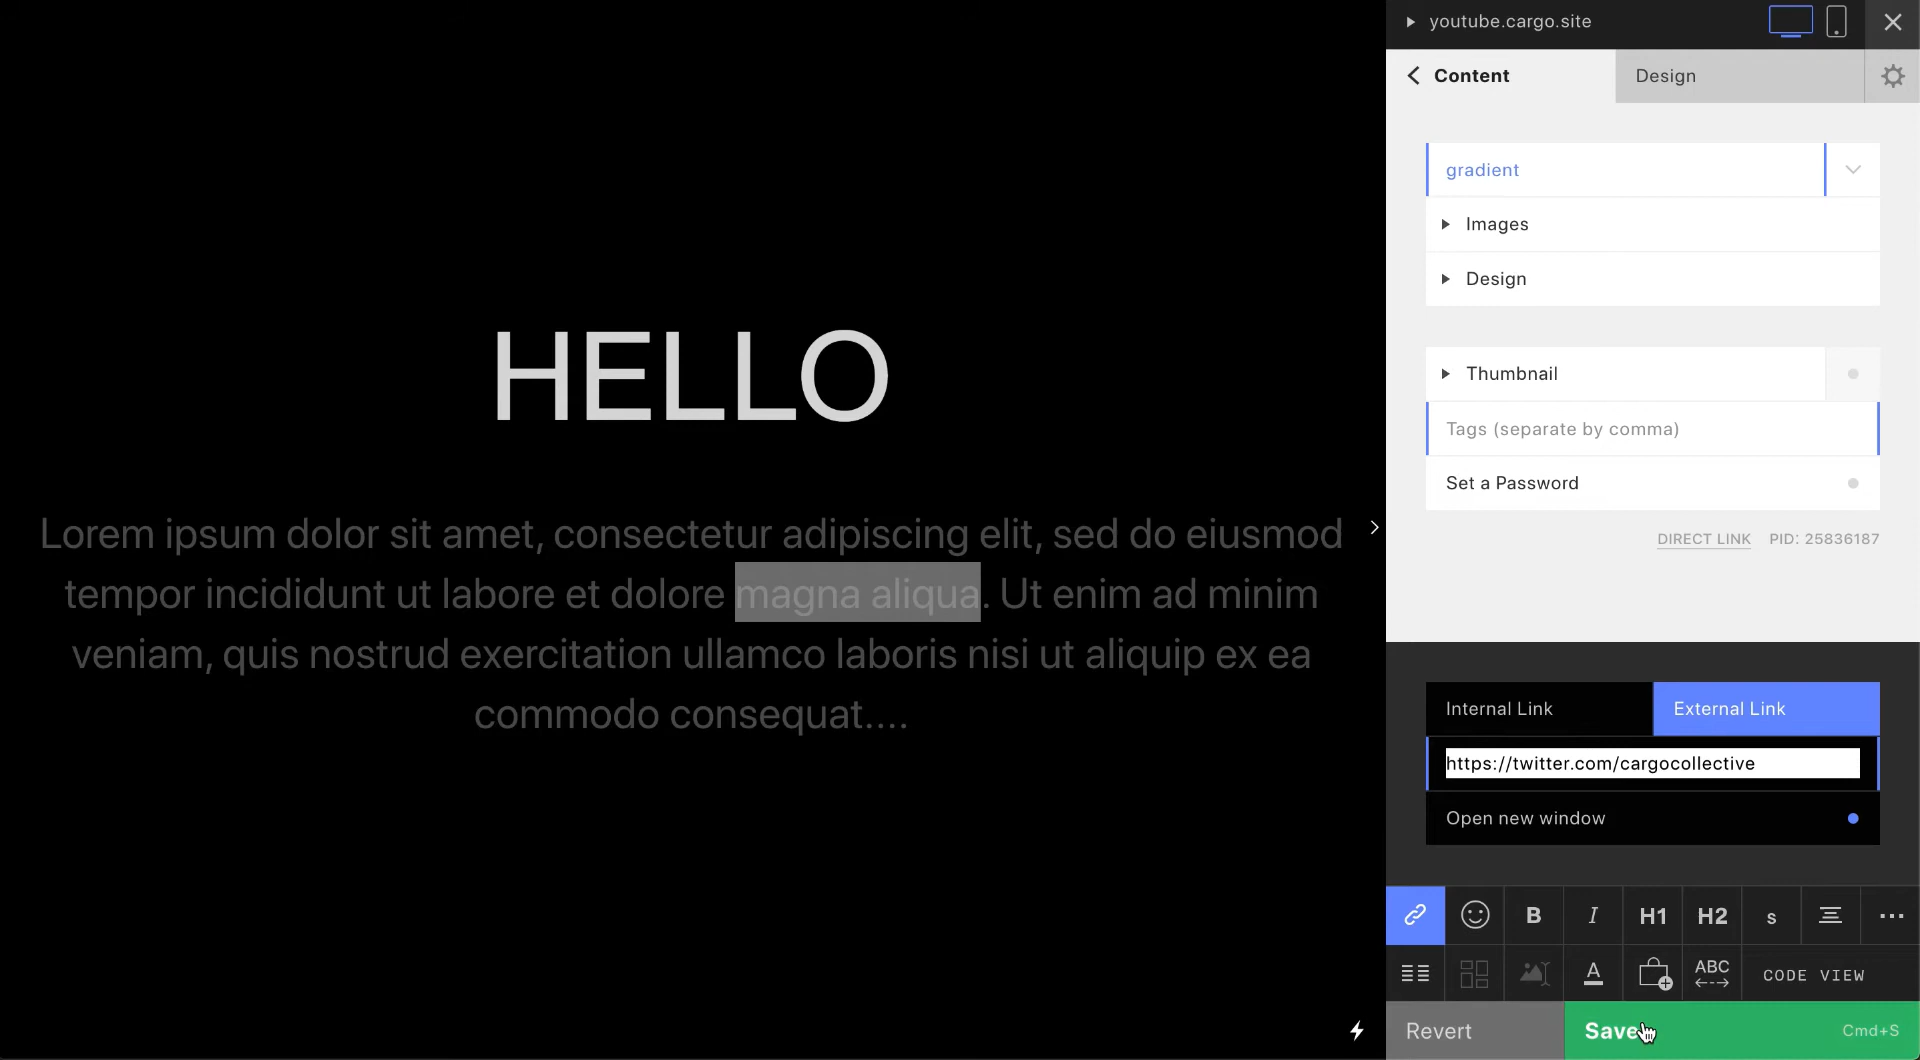 youtube.cargo.site
Content
Design
gradient
Images
Design
Thumbnail
Tags (separate by comma)
Set a Password
DIRECT LINK PID: 25836187
HELLO
Lorem ipsum dolor sit amet, consectetur adipiscing elit, sed do eiusmod
tempor incididunt ut labore et dolore magna aliqua. Ut enim ad minim
veniam, quis nostrud exercitation ullamco laboris nisi ut aliquip ex ea
commodo consequat....
Internal Link
External Link
https://twitter.com/cargocollective
Open new window
B I H1 H2 s
A ABC CODE VIEW
Revert
Save Cmd+S